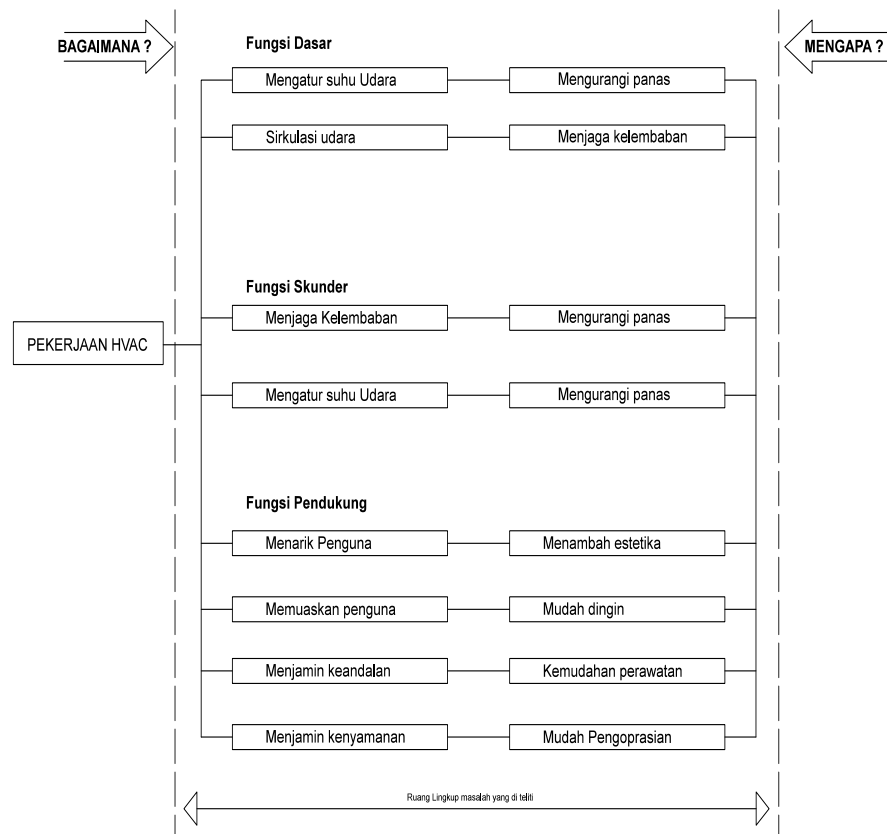 BAGAIMANA ?
MENGAPA ?
Fungsi Dasar
Mengatur suhu Udara
Mengurangi panas
Sirkulasi udara
Menjaga kelembaban
Fungsi Skunder
Menjaga Kelembaban
Mengurangi panas
PEKERJAAN HVAC
Mengatur suhu Udara
Mengurangi panas
Fungsi Pendukung
Menarik Penguna
Menambah estetika
Memuaskan penguna
Mudah dingin
Menjamin keandalan
Kemudahan perawatan
Menjamin kenyamanan
Mudah Pengoprasian
Ruang Lingkup masalah yang di teliti